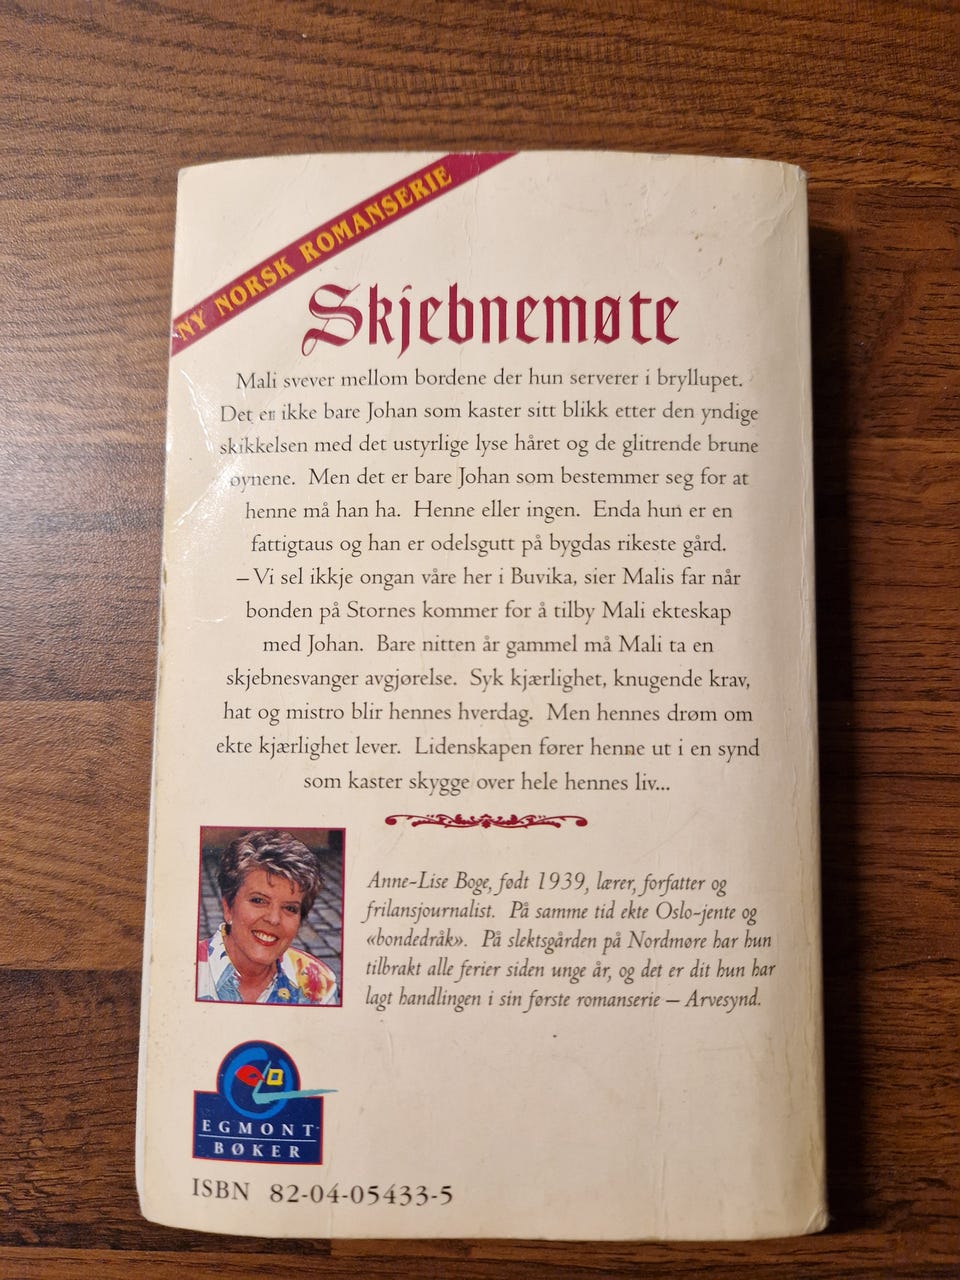 NY NORSK ROMANSERIE
Skjebnemøte
Mali svever mellom bordene der hun serverer i bryllupet.
Det er ikke bare Johan som kaster sitt blikk etter den yndige
skikkelsen med det ustyrlige lyse håret og de glitrende brune
øynene. Men det er bare Johan som bestemmer seg for at
henne må han ha. Henne eller ingen. Enda hun er en
fattigtaus og han er odelsgutt på bygdas rikeste gård.
– Vi sel ikkje ongan våre her i Buvika, sier Malis far når
bonden på Stornes kommer for å tilby Mali ekteskap
med Johan. Bare nitten år gammel må Mali ta en
skjebnesvanger avgjørelse. Syk kjærlighet, knugende krav,
hat og mistro blir hennes hverdag. Men hennes drøm om
ekte kjærlighet lever. Lidenskapen fører henne ut i en synd
som kaster skygge over hele hennes liv...
Anne-Lise Boge, født 1939, lærer, forfatter og
frilansjournalist. På samme tid ekte Oslo-jente og
«bondedråk». På slektsgården på Nordmøre har hun
tilbrakt alle ferier siden unge år, og det er dit hun har
lagt handlingen i sin første romanserie – Arvesynd.
EGMONT
BØKER
ISBN 82-04-05433-5